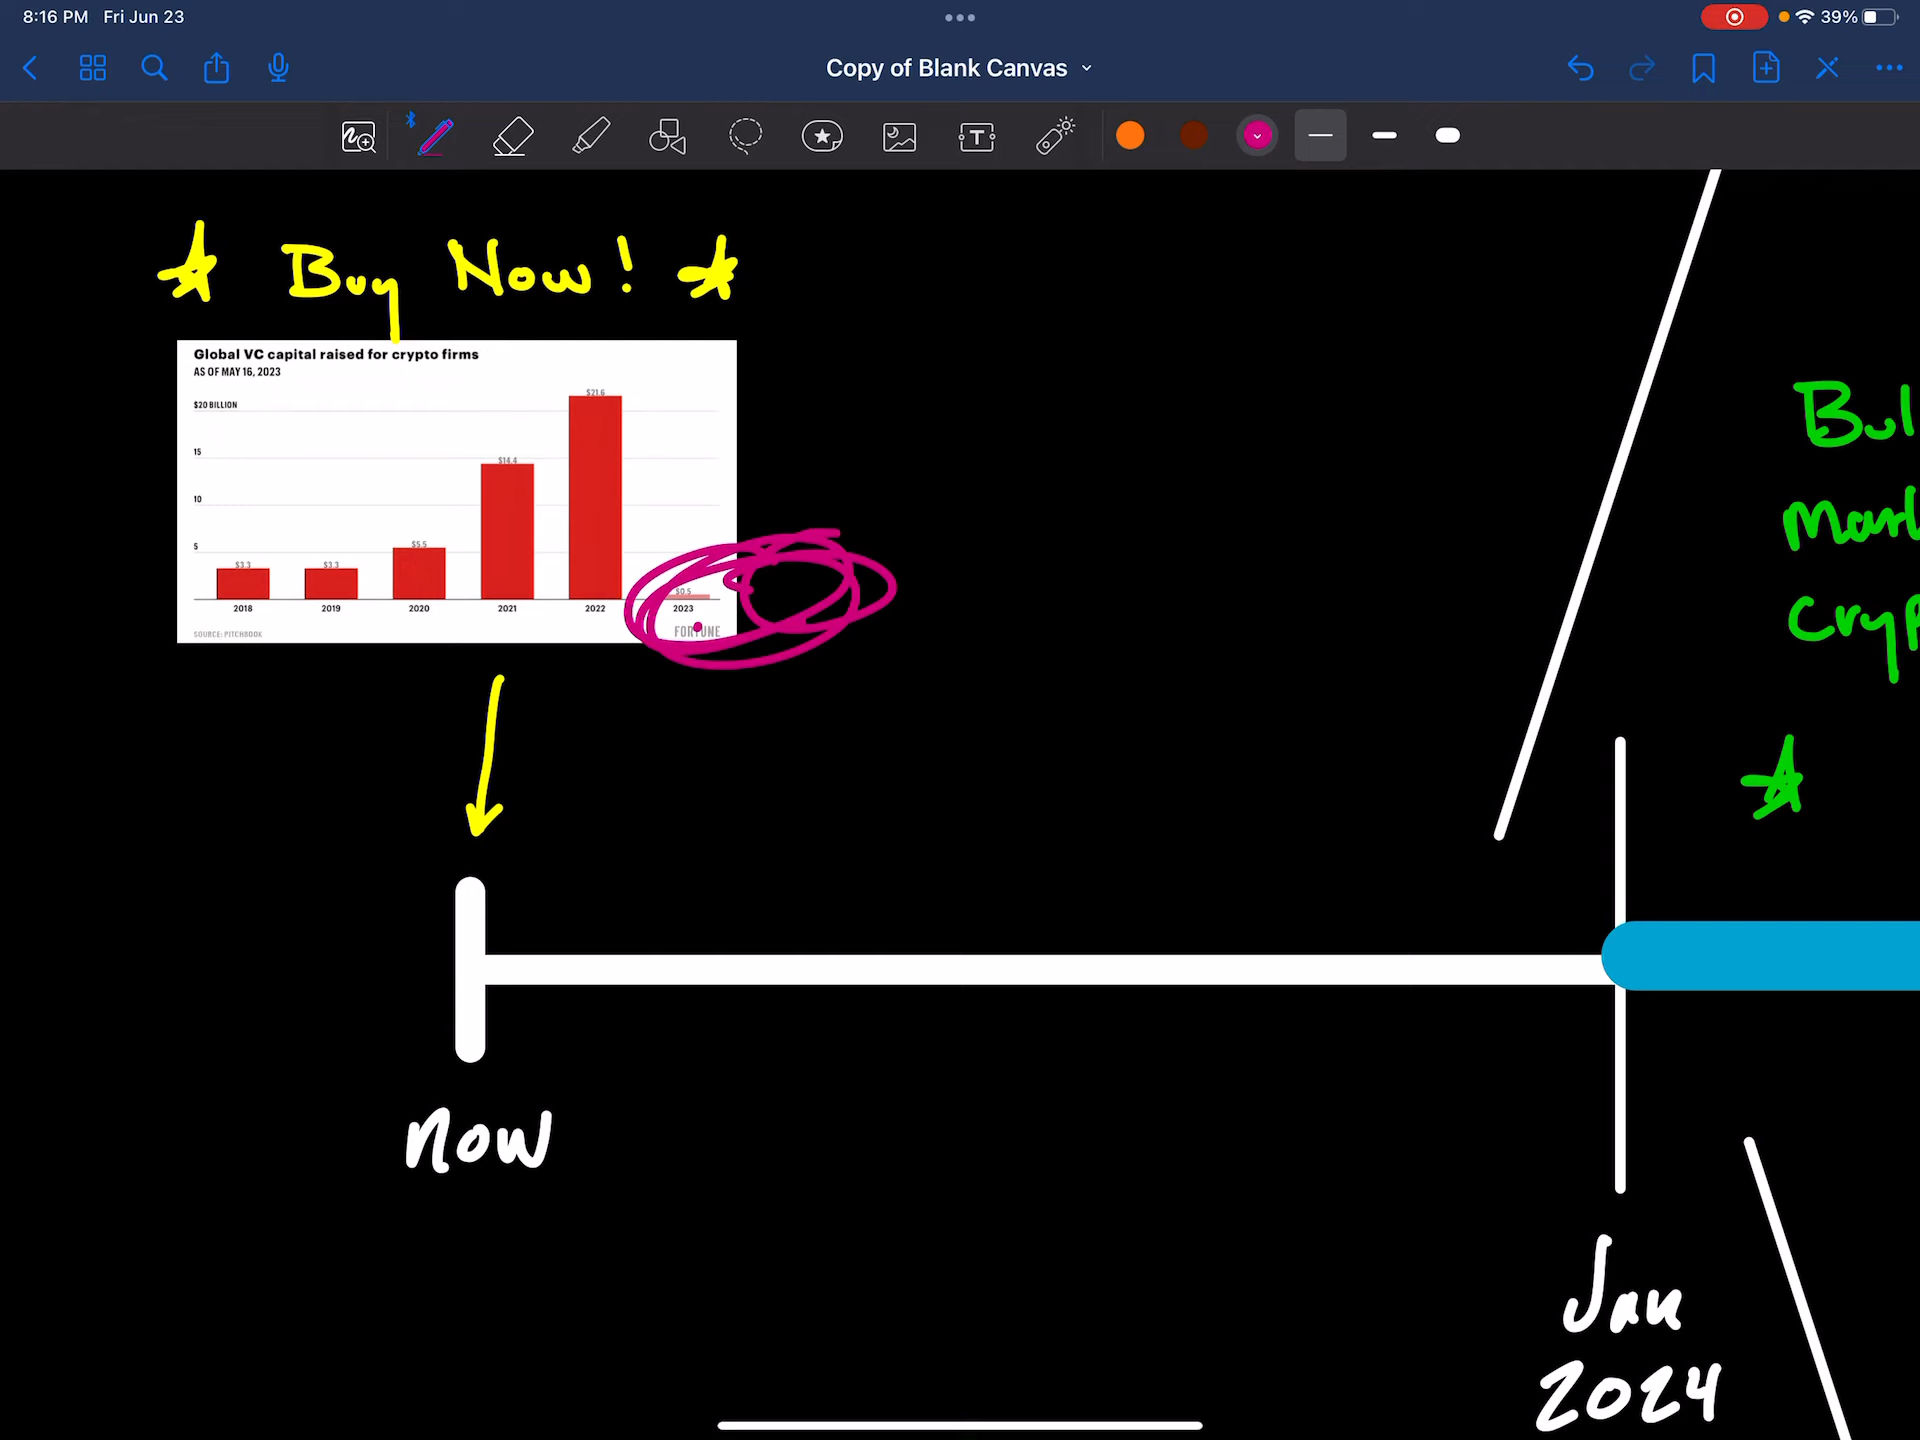 8:16 PM Fri Jun 23
39%
Copy of Blank Canvas
T
Buy Now!
Global VC capital raised for crypto firms
AS OF MAY 16, 2023
$20 BILLION
15
10
5
$3.3
$3.3
$5.5
$14.4
$21.6
$0.5
2018 2019 2020 2021 2022 2023
SOURCE: PITCHBOOK
FORTUNE
Bul
Mark
Cryp
now
Jan
2024